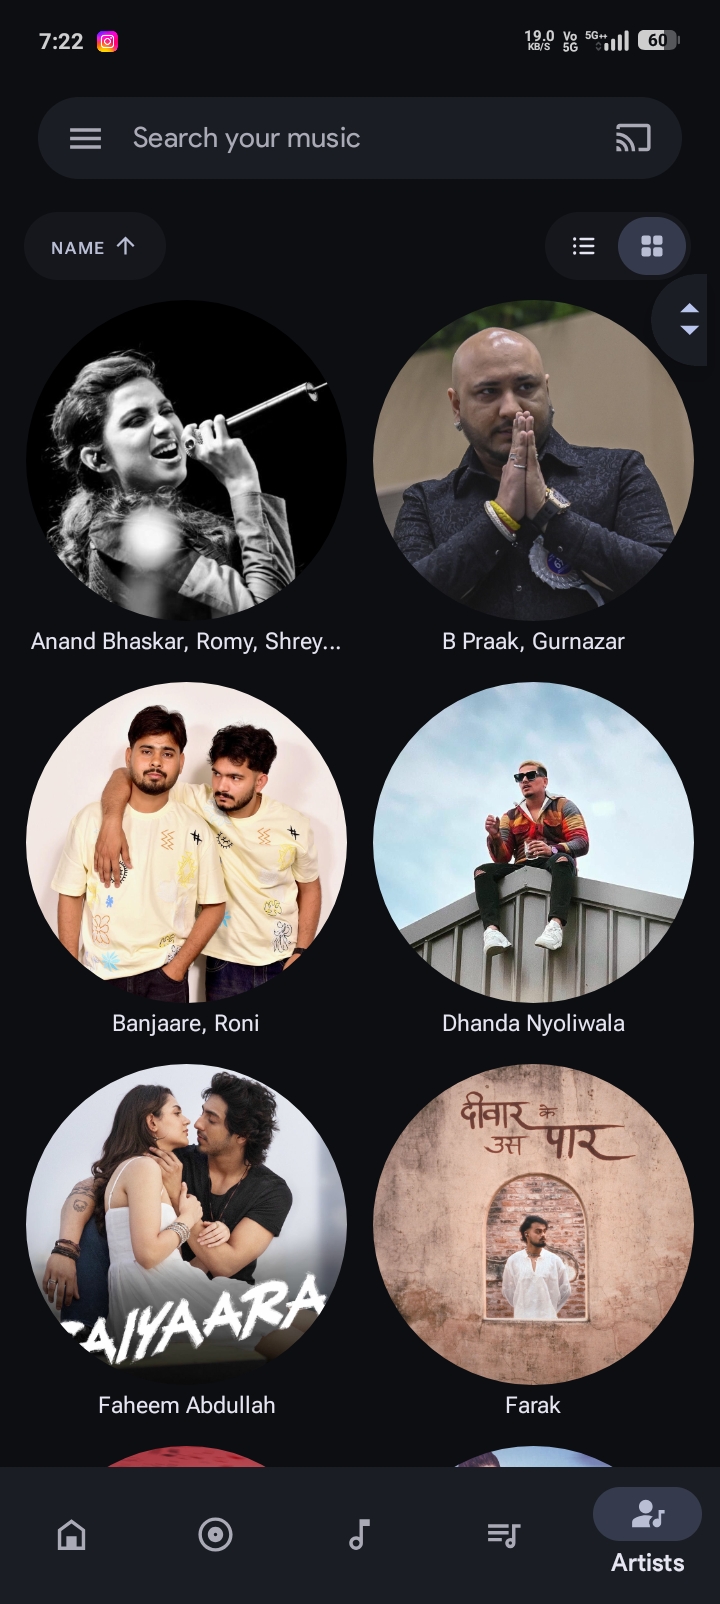 7:22
19.0 KB/S Vo 5G 5G++ 60
Search your music
NAME
Anand Bhaskar, Romy, Shrey...
B Praak, Gurnazar
Banjaare, Roni
Dhanda Nyoliwala
SAIYAARA
दीवार के
उस पार
Faheem Abdullah
Farak
Artists